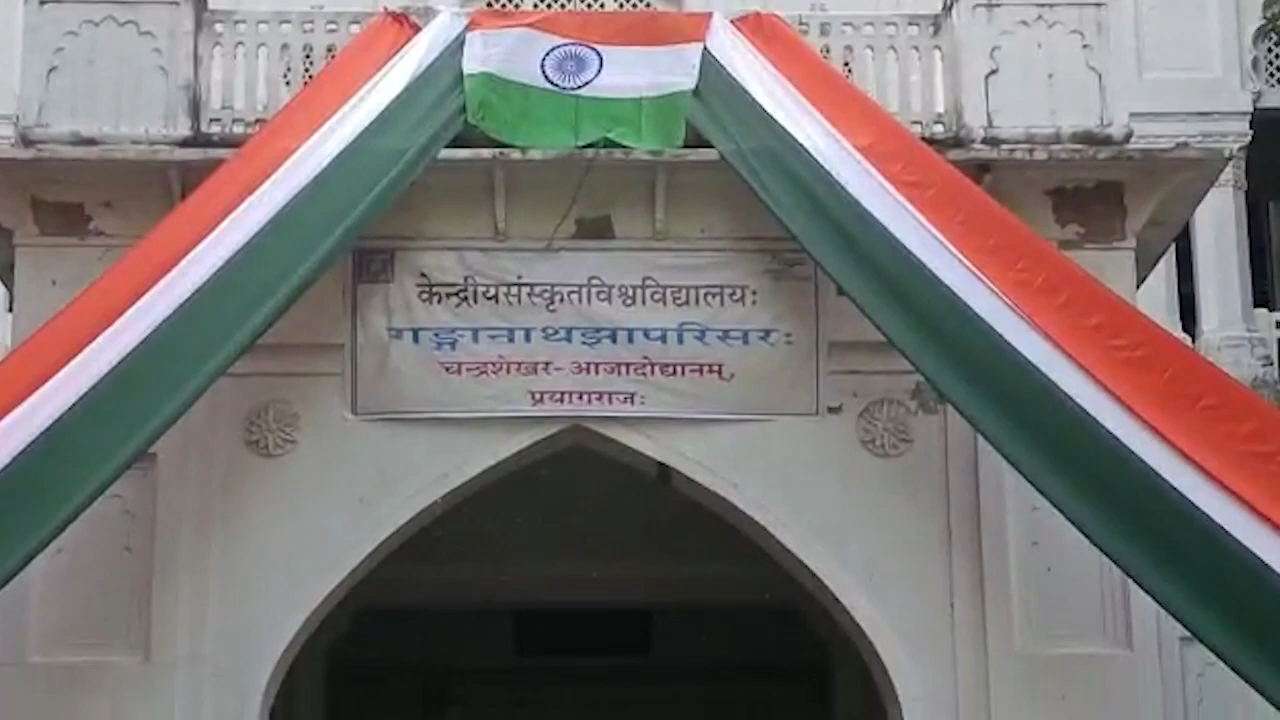 केन्द्रीयसंस्कृतविश्वविद्यालयः
गङ्गानाथझापरिसरः
चन्द्रशेखर-आजादोद्यानम्,
प्रयागराजः